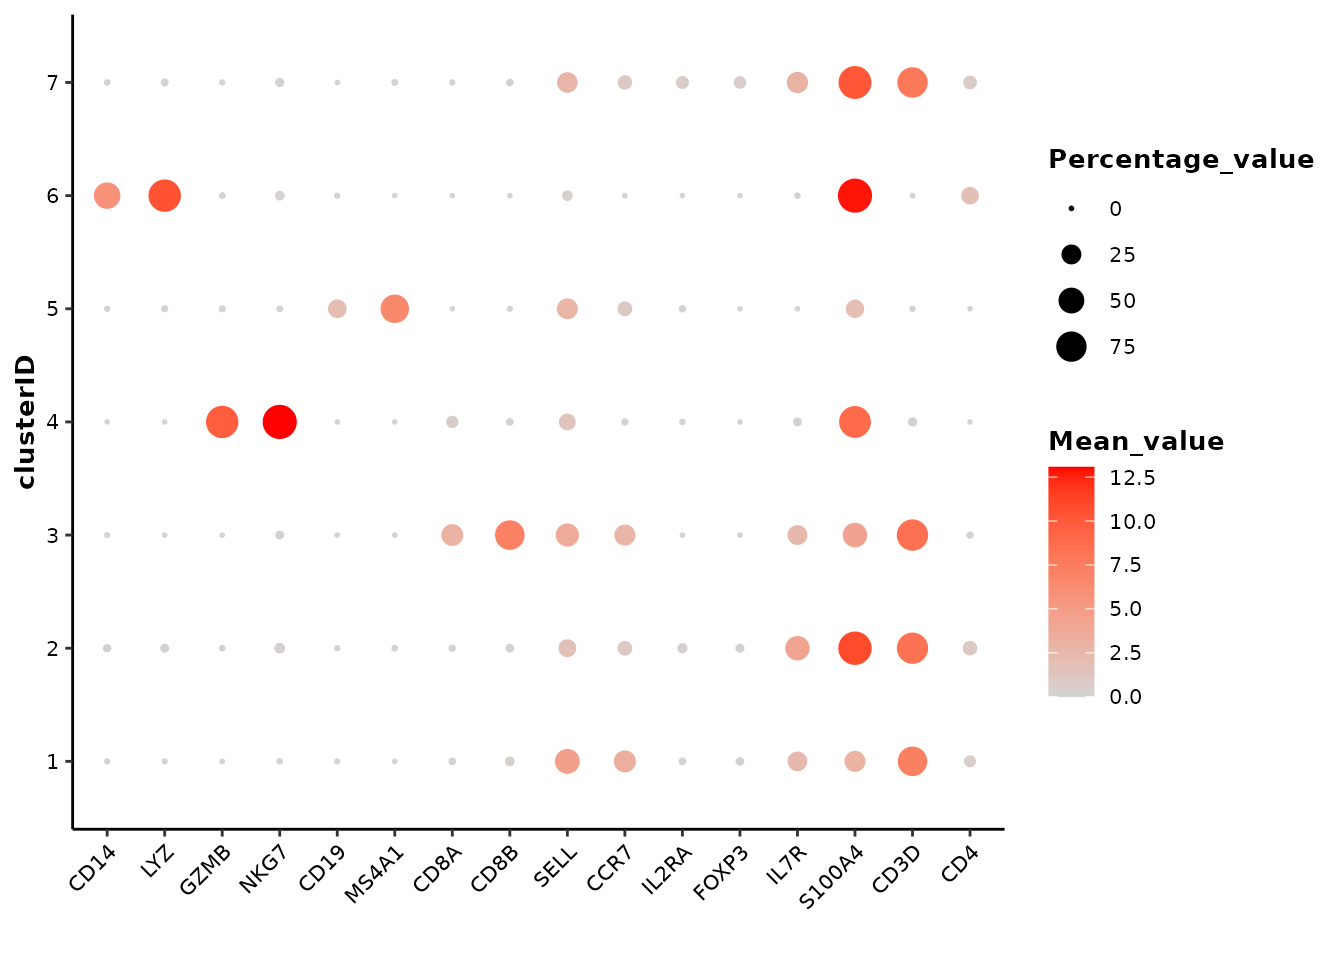 clusterID
7
6
5
4
3
2
1
CD14
LYZ
GZMB
NKG7
CD19
MS4A1
CD8A
CD8B
SELL
CCR7
IL2RA
FOXP3
IL7R
S100A4
CD3D
CD4
Percentage_value
0
25
50
75
Mean_value
12.5
10.0
7.5
5.0
2.5
0.0